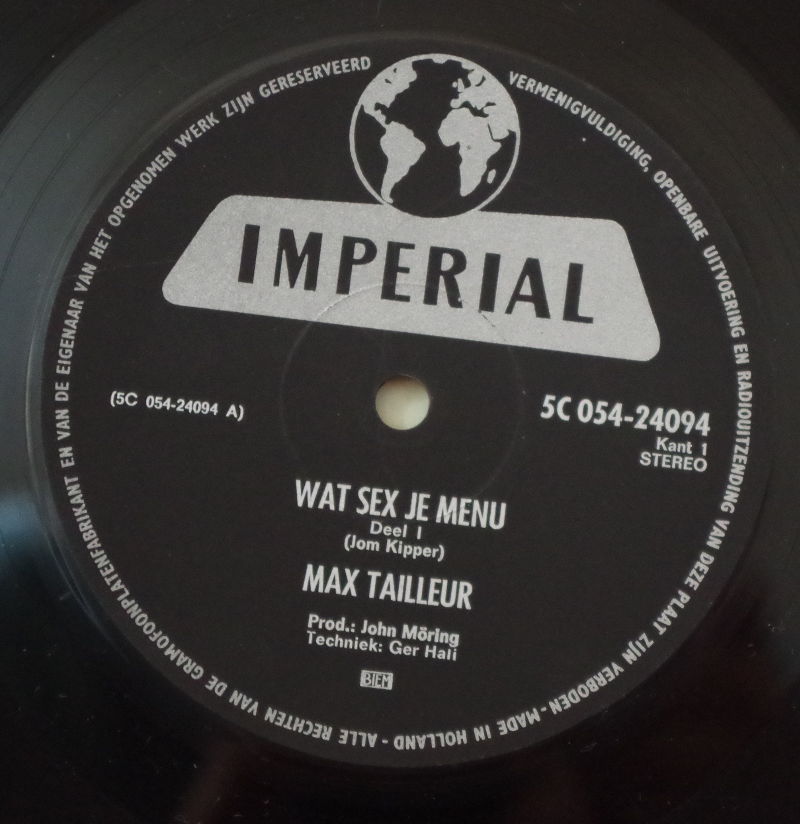 IMPERIAL
(5C 054-24094 A)
5C 054-24094
Kant 1
STEREO
WAT SEX JE MENU
Deel I
(Jom Kipper)
MAX TAILLEUR
Prod.: John Möring
Techniek: Ger Hali
BIEM
VERMENIGVULDIGING, OPENBARE UITVOERING EN RADIOUITZENDING VAN DEZE PLAAT ZIJN VERBODEN - MADE IN HOLLAND - ALLE RECHTEN VAN DE GRAMOFOONPLATENFABRIKANT EN VAN DE EIGENAAR VAN HET OPGENOMEN WERK ZIJN GERESERVEERD